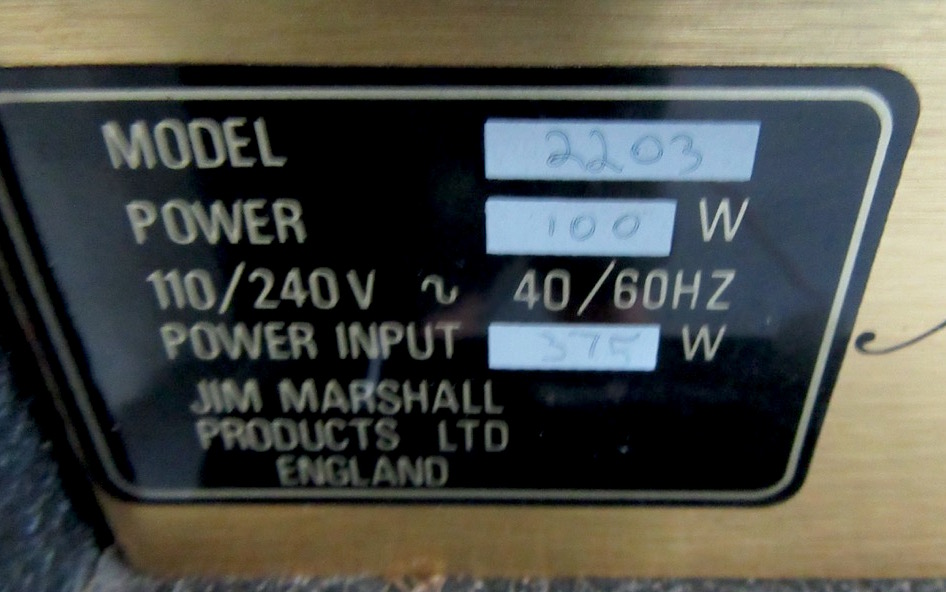 MODEL 2203
POWER 100 W
110/240V ~ 40/60HZ
POWER INPUT 375 W
JIM MARSHALL
PRODUCTS LTD
ENGLAND